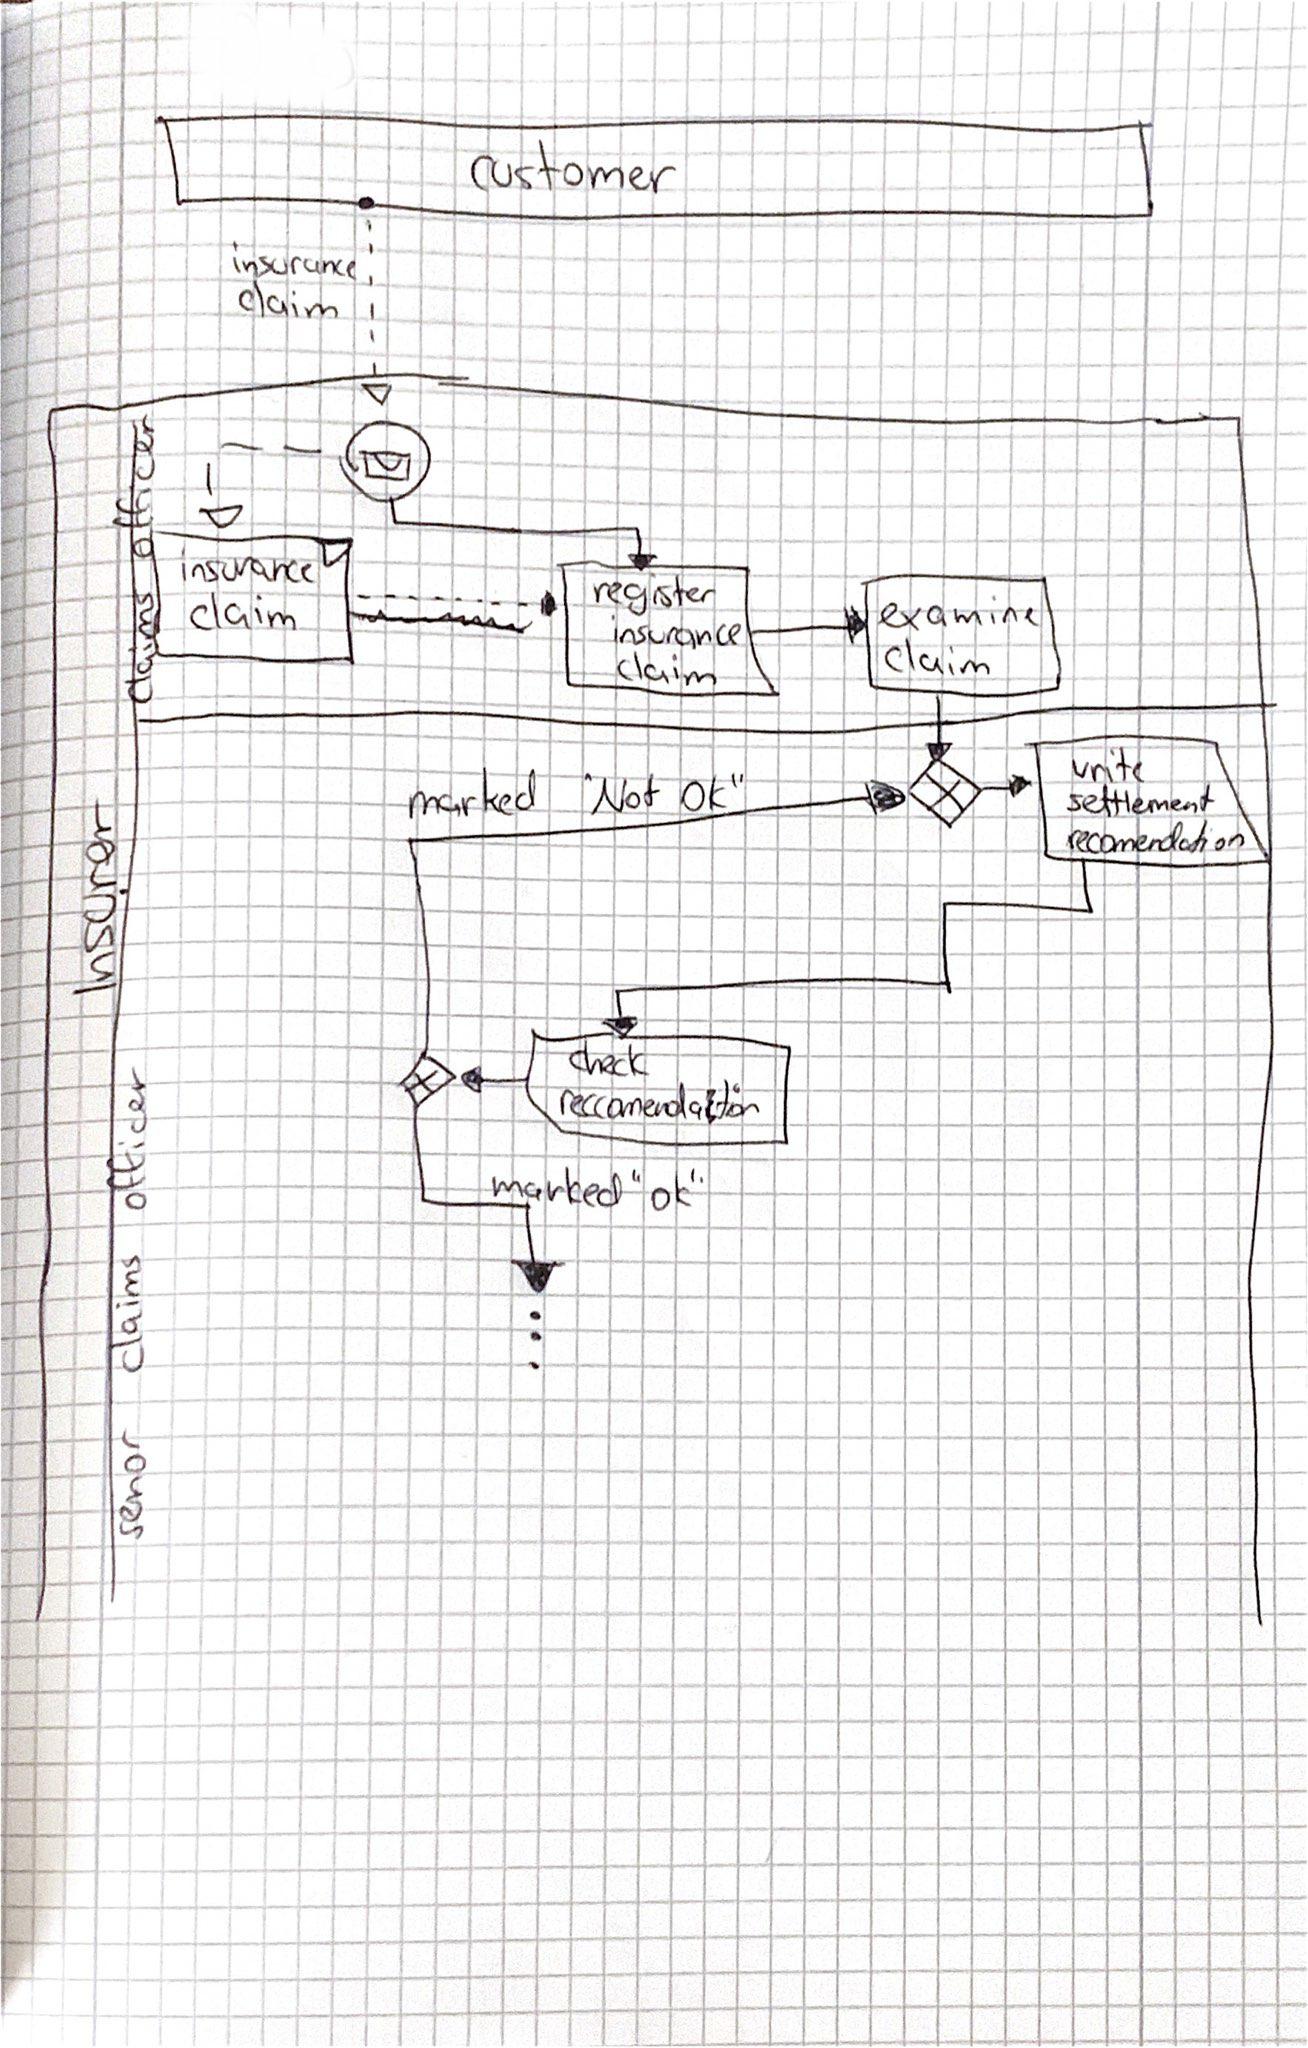 customer
insurance
claim
Claims officer
insurance
claim
register
insurance
claim
examine
claim
Insurer
senor claims officer
marked "Not Ok"
write
settlement
recomendation
check
reccomendation
marked "ok"